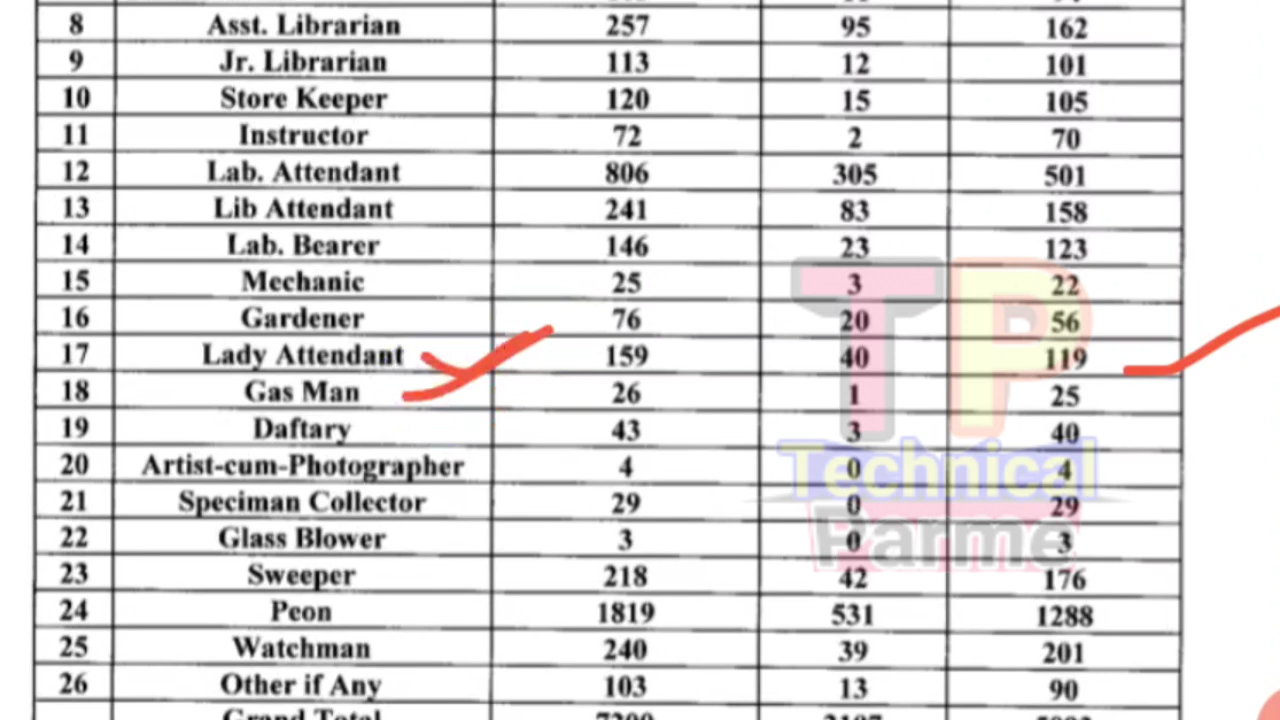 8 Asst. Librarian 257 95 162
9 Jr. Librarian 113 12 101
10 Store Keeper 120 15 105
11 Instructor 72 2 70
12 Lab. Attendant 806 305 501
13 Lib Attendant 241 83 158
14 Lab. Bearer 146 23 123
15 Mechanic 25 3 22
16 Gardener 76 20 56
17 Lady Attendant 159 40 119
18 Gas Man 26 1 25
19 Daftary 43 3 40
20 Artist-cum-Photographer 4 0 4
21 Speciman Collector 29 0 29
22 Glass Blower 3 0 3
23 Sweeper 218 42 176
24 Peon 1819 531 1288
25 Watchman 240 39 201
26 Other if Any 103 13 90
Grand Total
TP
Technical
Parme